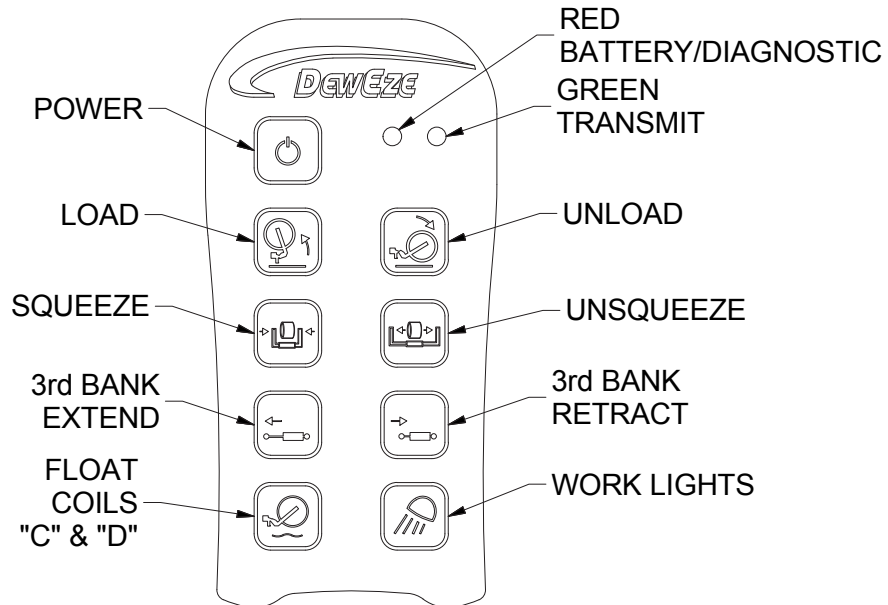 RED
BATTERY/DIAGNOSTIC
DewEze
GREEN
TRANSMIT
POWER
LOAD
UNLOAD
SQUEEZE
UNSQUEEZE
3rd BANK
EXTEND
3rd BANK
RETRACT
FLOAT
COILS
"C" & "D"
WORK LIGHTS